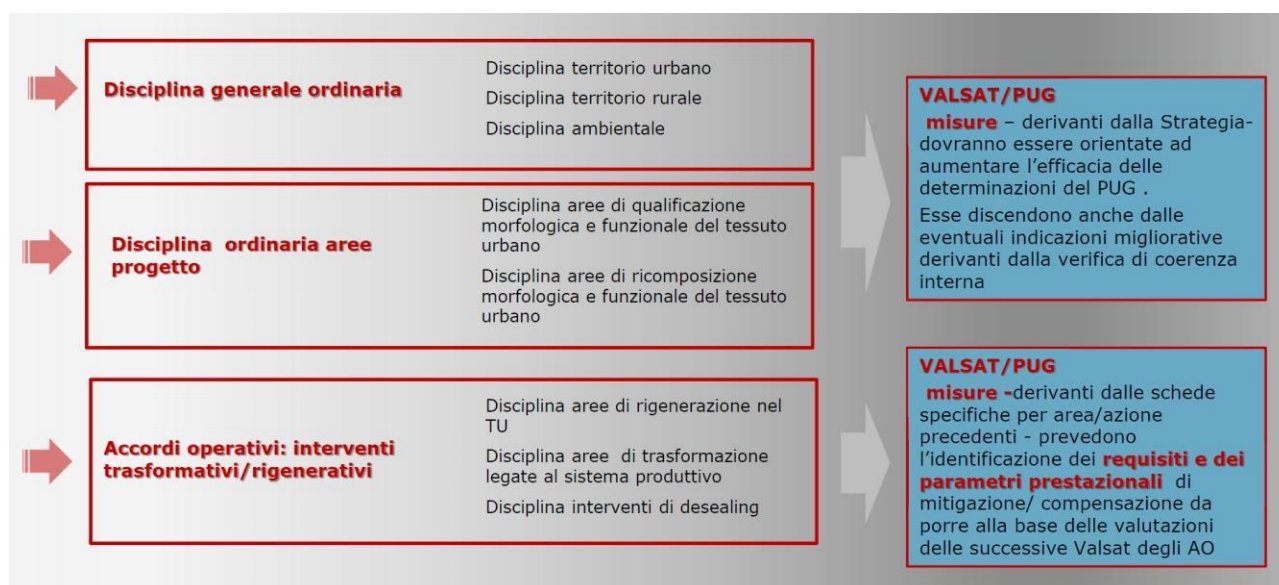 Disciplina generale ordinaria
Disciplina territorio urbano
Disciplina territorio rurale
Disciplina ambientale
Disciplina ordinaria aree
progetto
Disciplina aree di qualificazione
morfologica e funzionale del tessuto
urbano
Disciplina aree di ricomposizione
morfologica e funzionale del tessuto
urbano
Accordi operativi: interventi
trasformativi/rigenerativi
Disciplina aree di rigenerazione nel
TU
Disciplina aree di trasformazione
legate al sistema produttivo
Disciplina interventi di desealing
VALSAT/PUG
misure – derivanti dalla Strategia-
dovranno essere orientate ad
aumentare l'efficacia delle
determinazioni del PUG .
Esse discendono anche dalle
eventuali indicazioni migliorative
derivanti dalla verifica di coerenza
interna
VALSAT/PUG
misure -derivanti dalle schede
specifiche per area/azione
precedenti - prevedono
l'identificazione dei requisiti e dei
parametri prestazionali di
mitigazione/ compensazione da
porre alla base delle valutazioni
delle successive Valsat degli AO